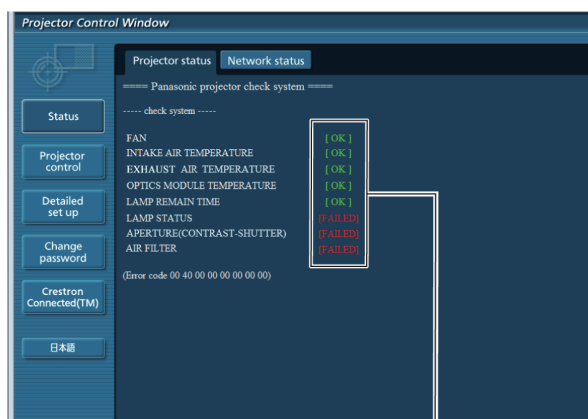 Projector Control Window
Projector status
Network status
==== Panasonic projector check system ====
----- check system -----
FAN [ OK ]
INTAKE AIR TEMPERATURE [ OK ]
EXHAUST AIR TEMPERATURE [ OK ]
OPTICS MODULE TEMPERATURE [ OK ]
LAMP REMAIN TIME [ OK ]
LAMP STATUS [FAILED]
APERTURE(CONTRAST-SHUTTER) [FAILED]
AIR FILTER [FAILED]
(Error code 00 40 00 00 00 00 00 00)
Status
Projector
control
Detailed
set up
Change
password
Crestron
Connected(TM)
日本語